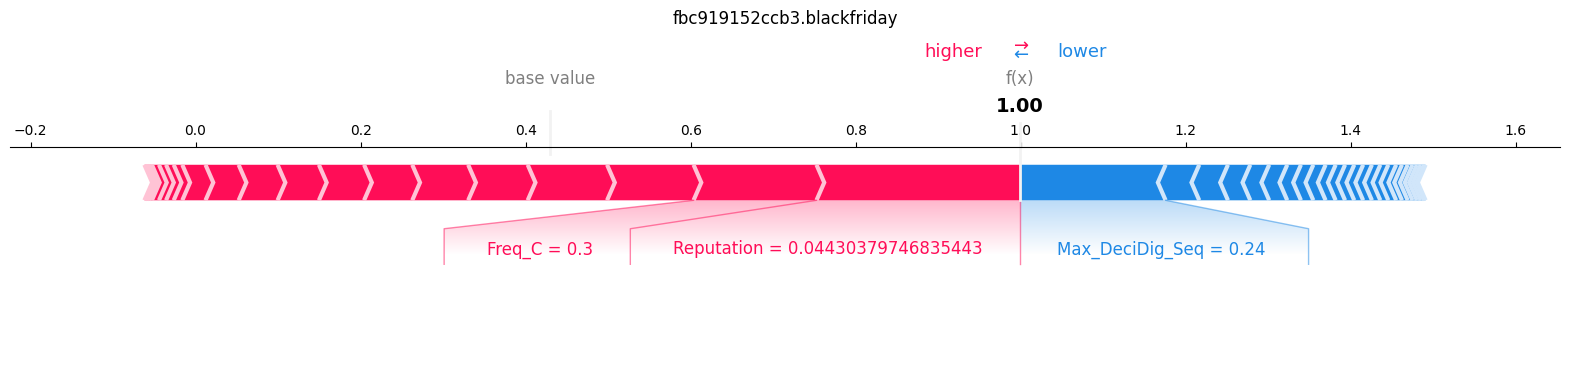 fbc919152ccb3.blackfriday
higher ⇄ lower
base value f(x)
1.00
−0.2 0.0 0.2 0.4 0.6 0.8 1.0 1.2 1.4 1.6
Freq_C = 0.3 Reputation = 0.04430379746835443 Max_DeciDig_Seq = 0.24